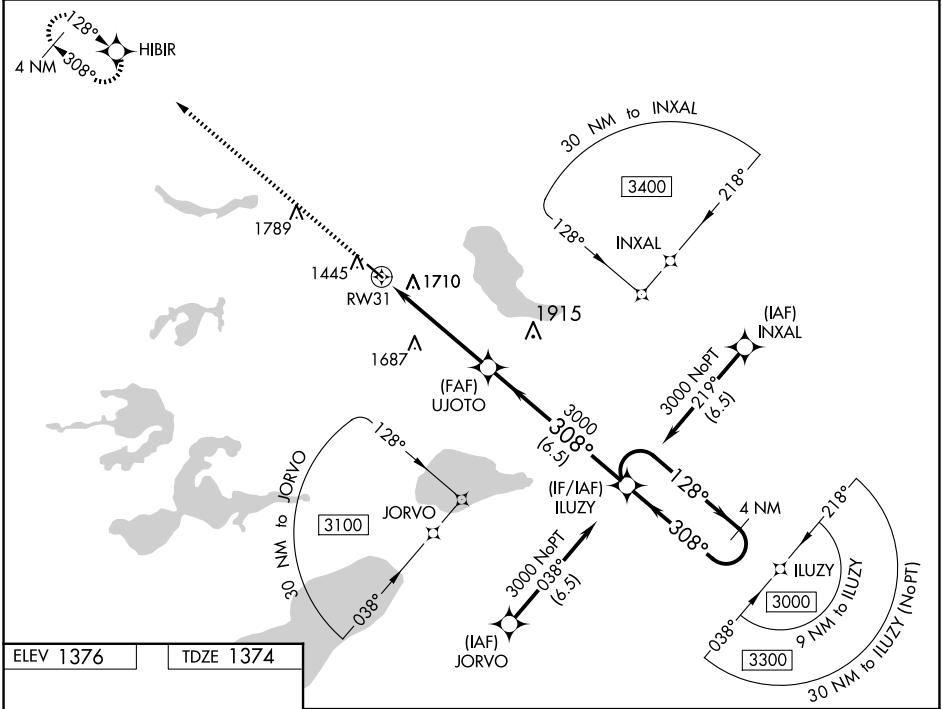 128°
HIBIR
4 NM
308°
30 NM to INXAL
3400
218°
128°
INXAL
1789
1445
1710
RW31
1915
1687
(IAF)
INXAL
(FAF)
UJOTO
3000 NoPT
219°
(6.5)
3000
308°
(6.5)
128°
30 NM to JORVO
3100
JORVO
038°
(IF/IAF)
ILUZY
128°
4 NM
308°
3000 NoPT
038°
(6.5)
(IAF)
JORVO
218°
ILUZY
3000
9 NM to ILUZY
038°
3300
30 NM to ILUZY (NoPT)
ELEV 1376
TDZE 1374